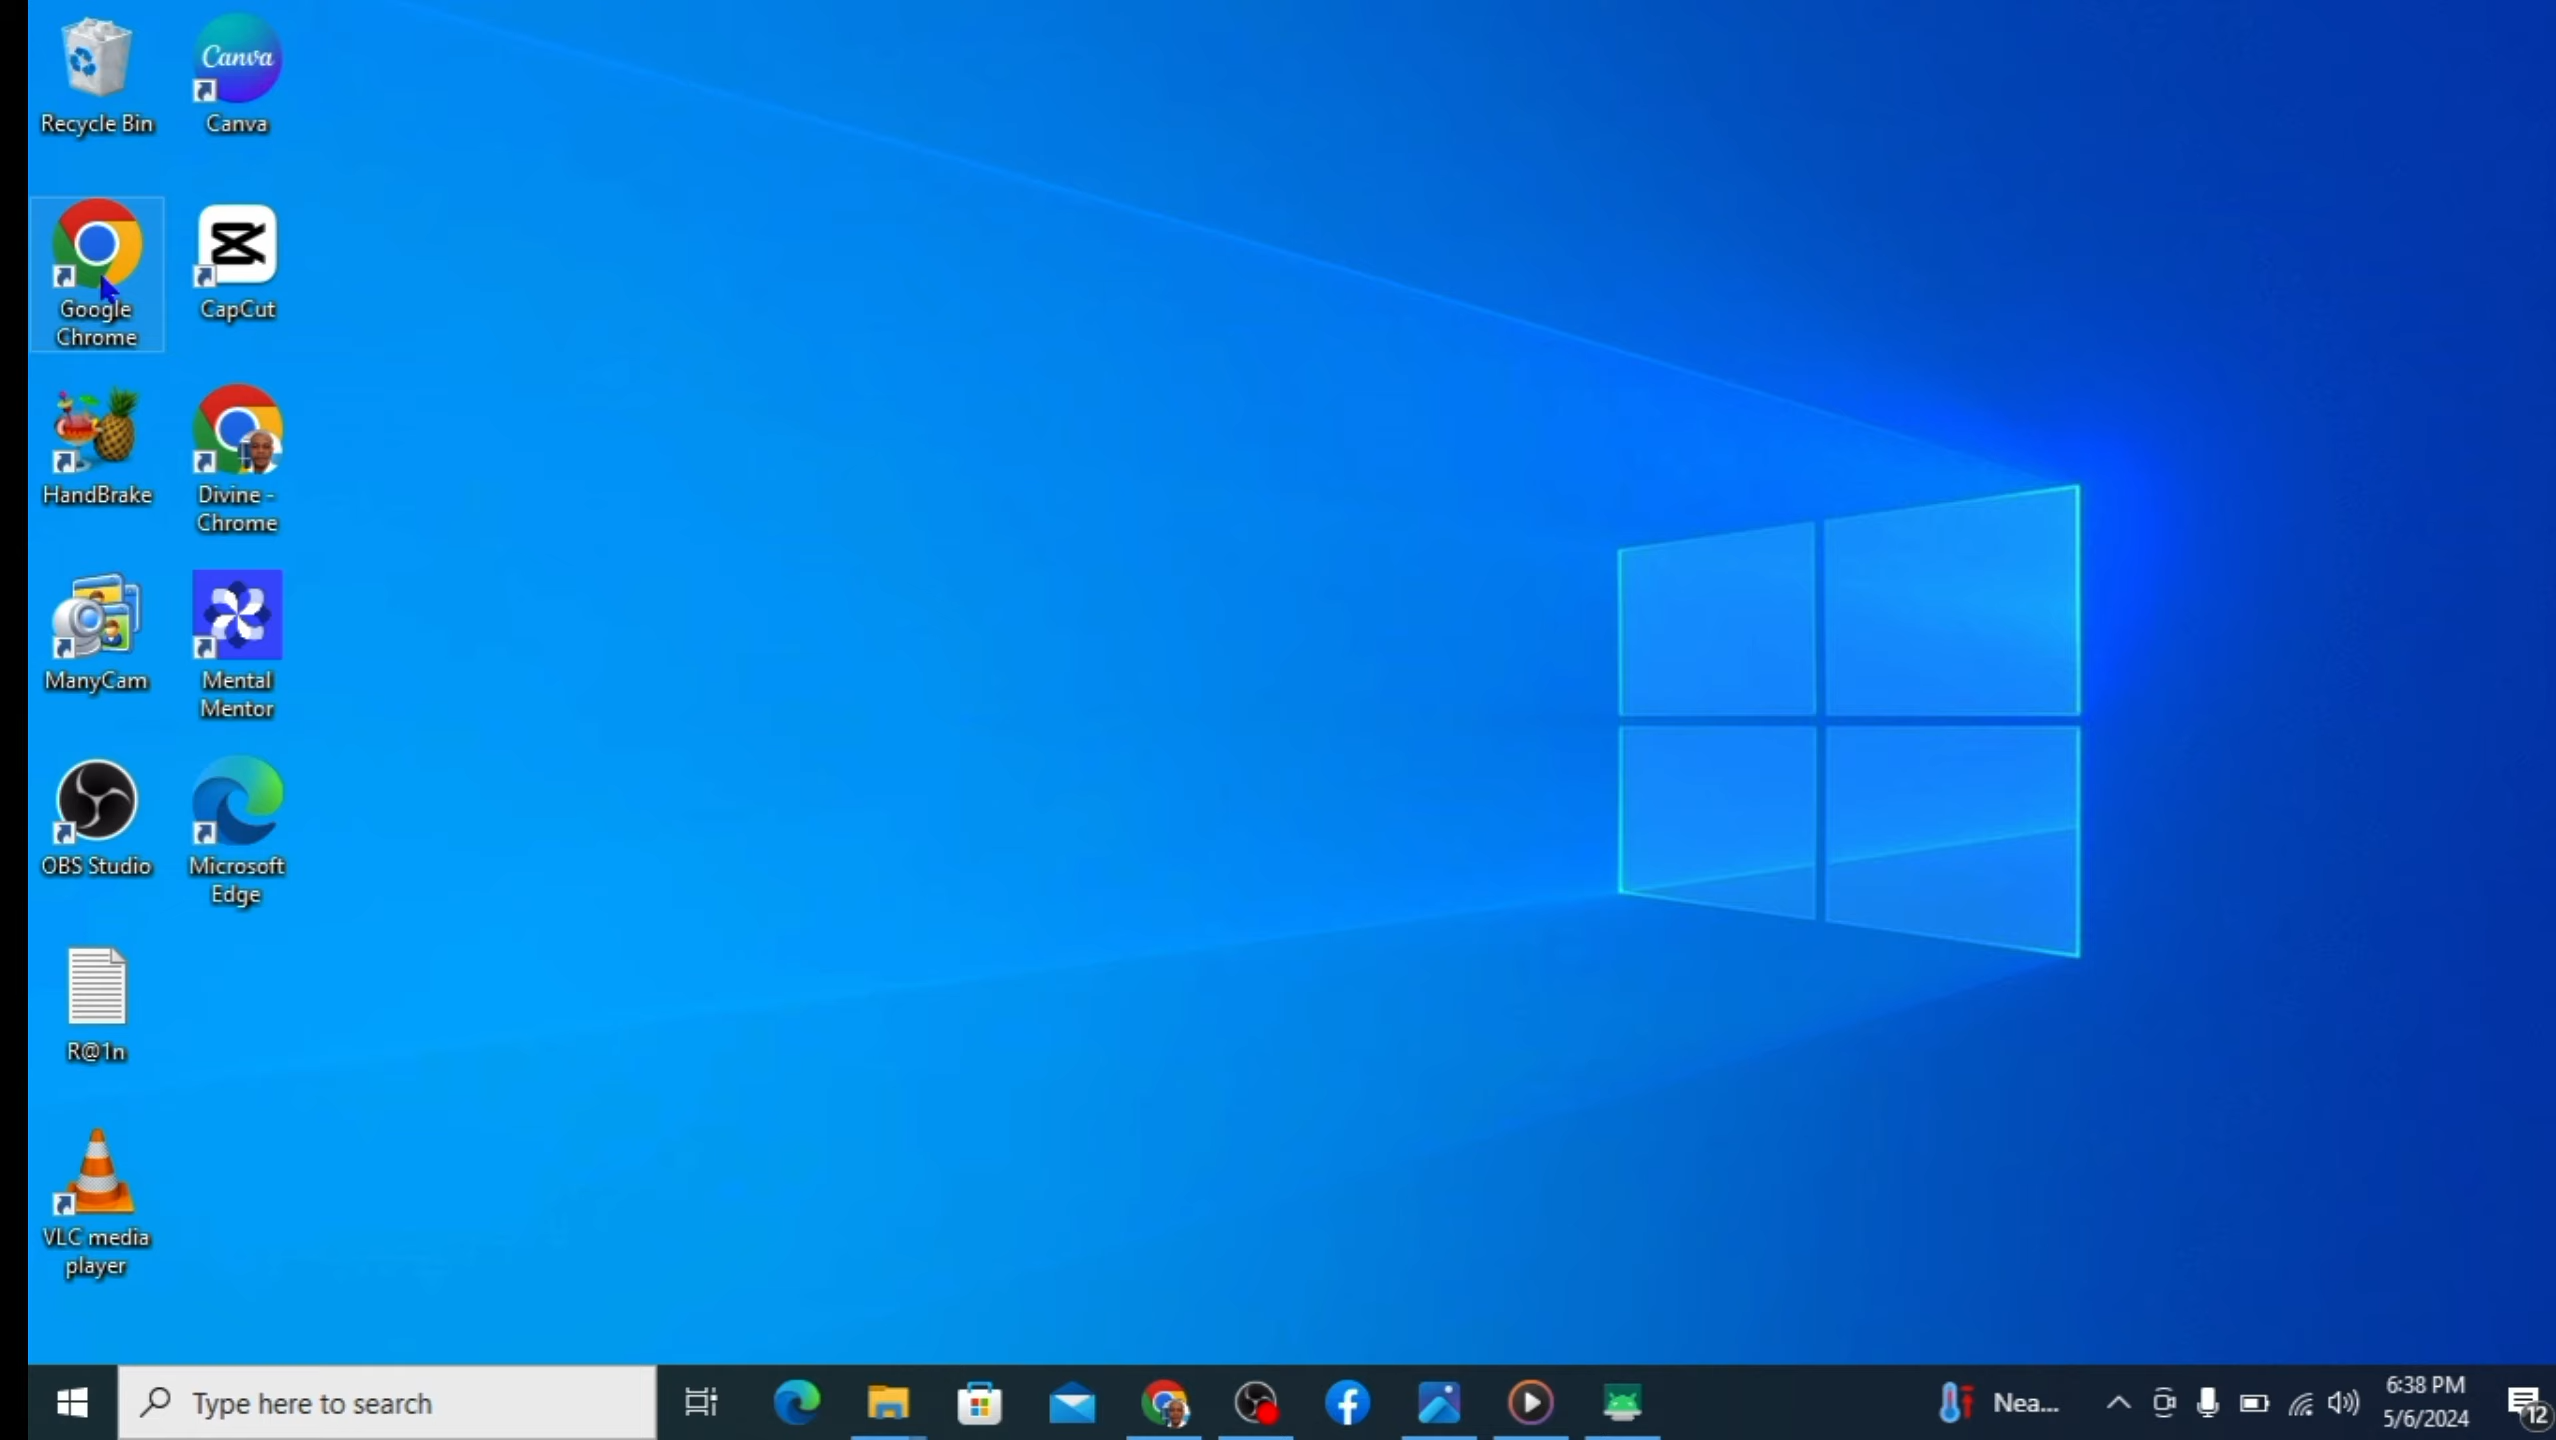 Recycle Bin
Canva
Canva
Google
Chrome
CapCut
HandBrake
Divine -
Chrome
ManyCam
Mental
Mentor
OBS Studio
Microsoft
Edge
R@1n
VLC media
player
Type here to search
Nea...
6:38 PM
5/6/2024
12